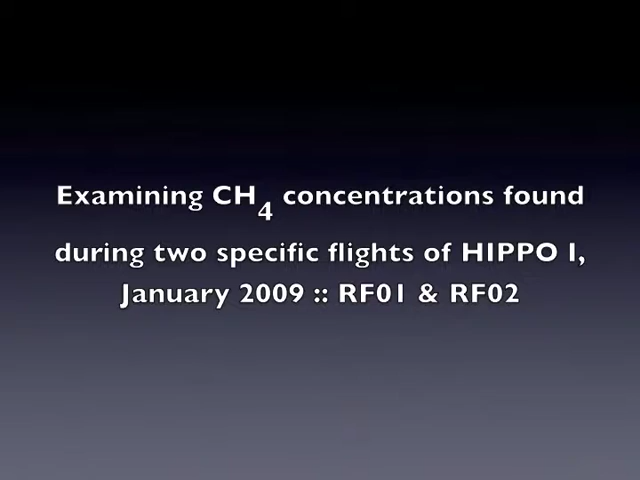 Examining CH4 concentrations found
during two specific flights of HIPPO I,
January 2009 :: RF01 & RF02